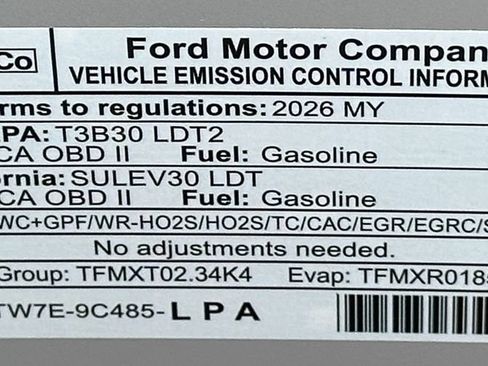 Co
Ford Motor Compan
VEHICLE EMISSION CONTROL INFORM
rms to regulations: 2026 MY
PA: T3B30 LDT2
CA OBD II Fuel: Gasoline
rnia: SULEV30 LDT
CA OBD II Fuel: Gasoline
WC+GPF/WR-HO2S/HO2S/TC/CAC/EGR/EGRC/S
No adjustments needed.
Group: TFMXT02.34K4 Evap: TFMXR018
TW7E-9C485-LPA